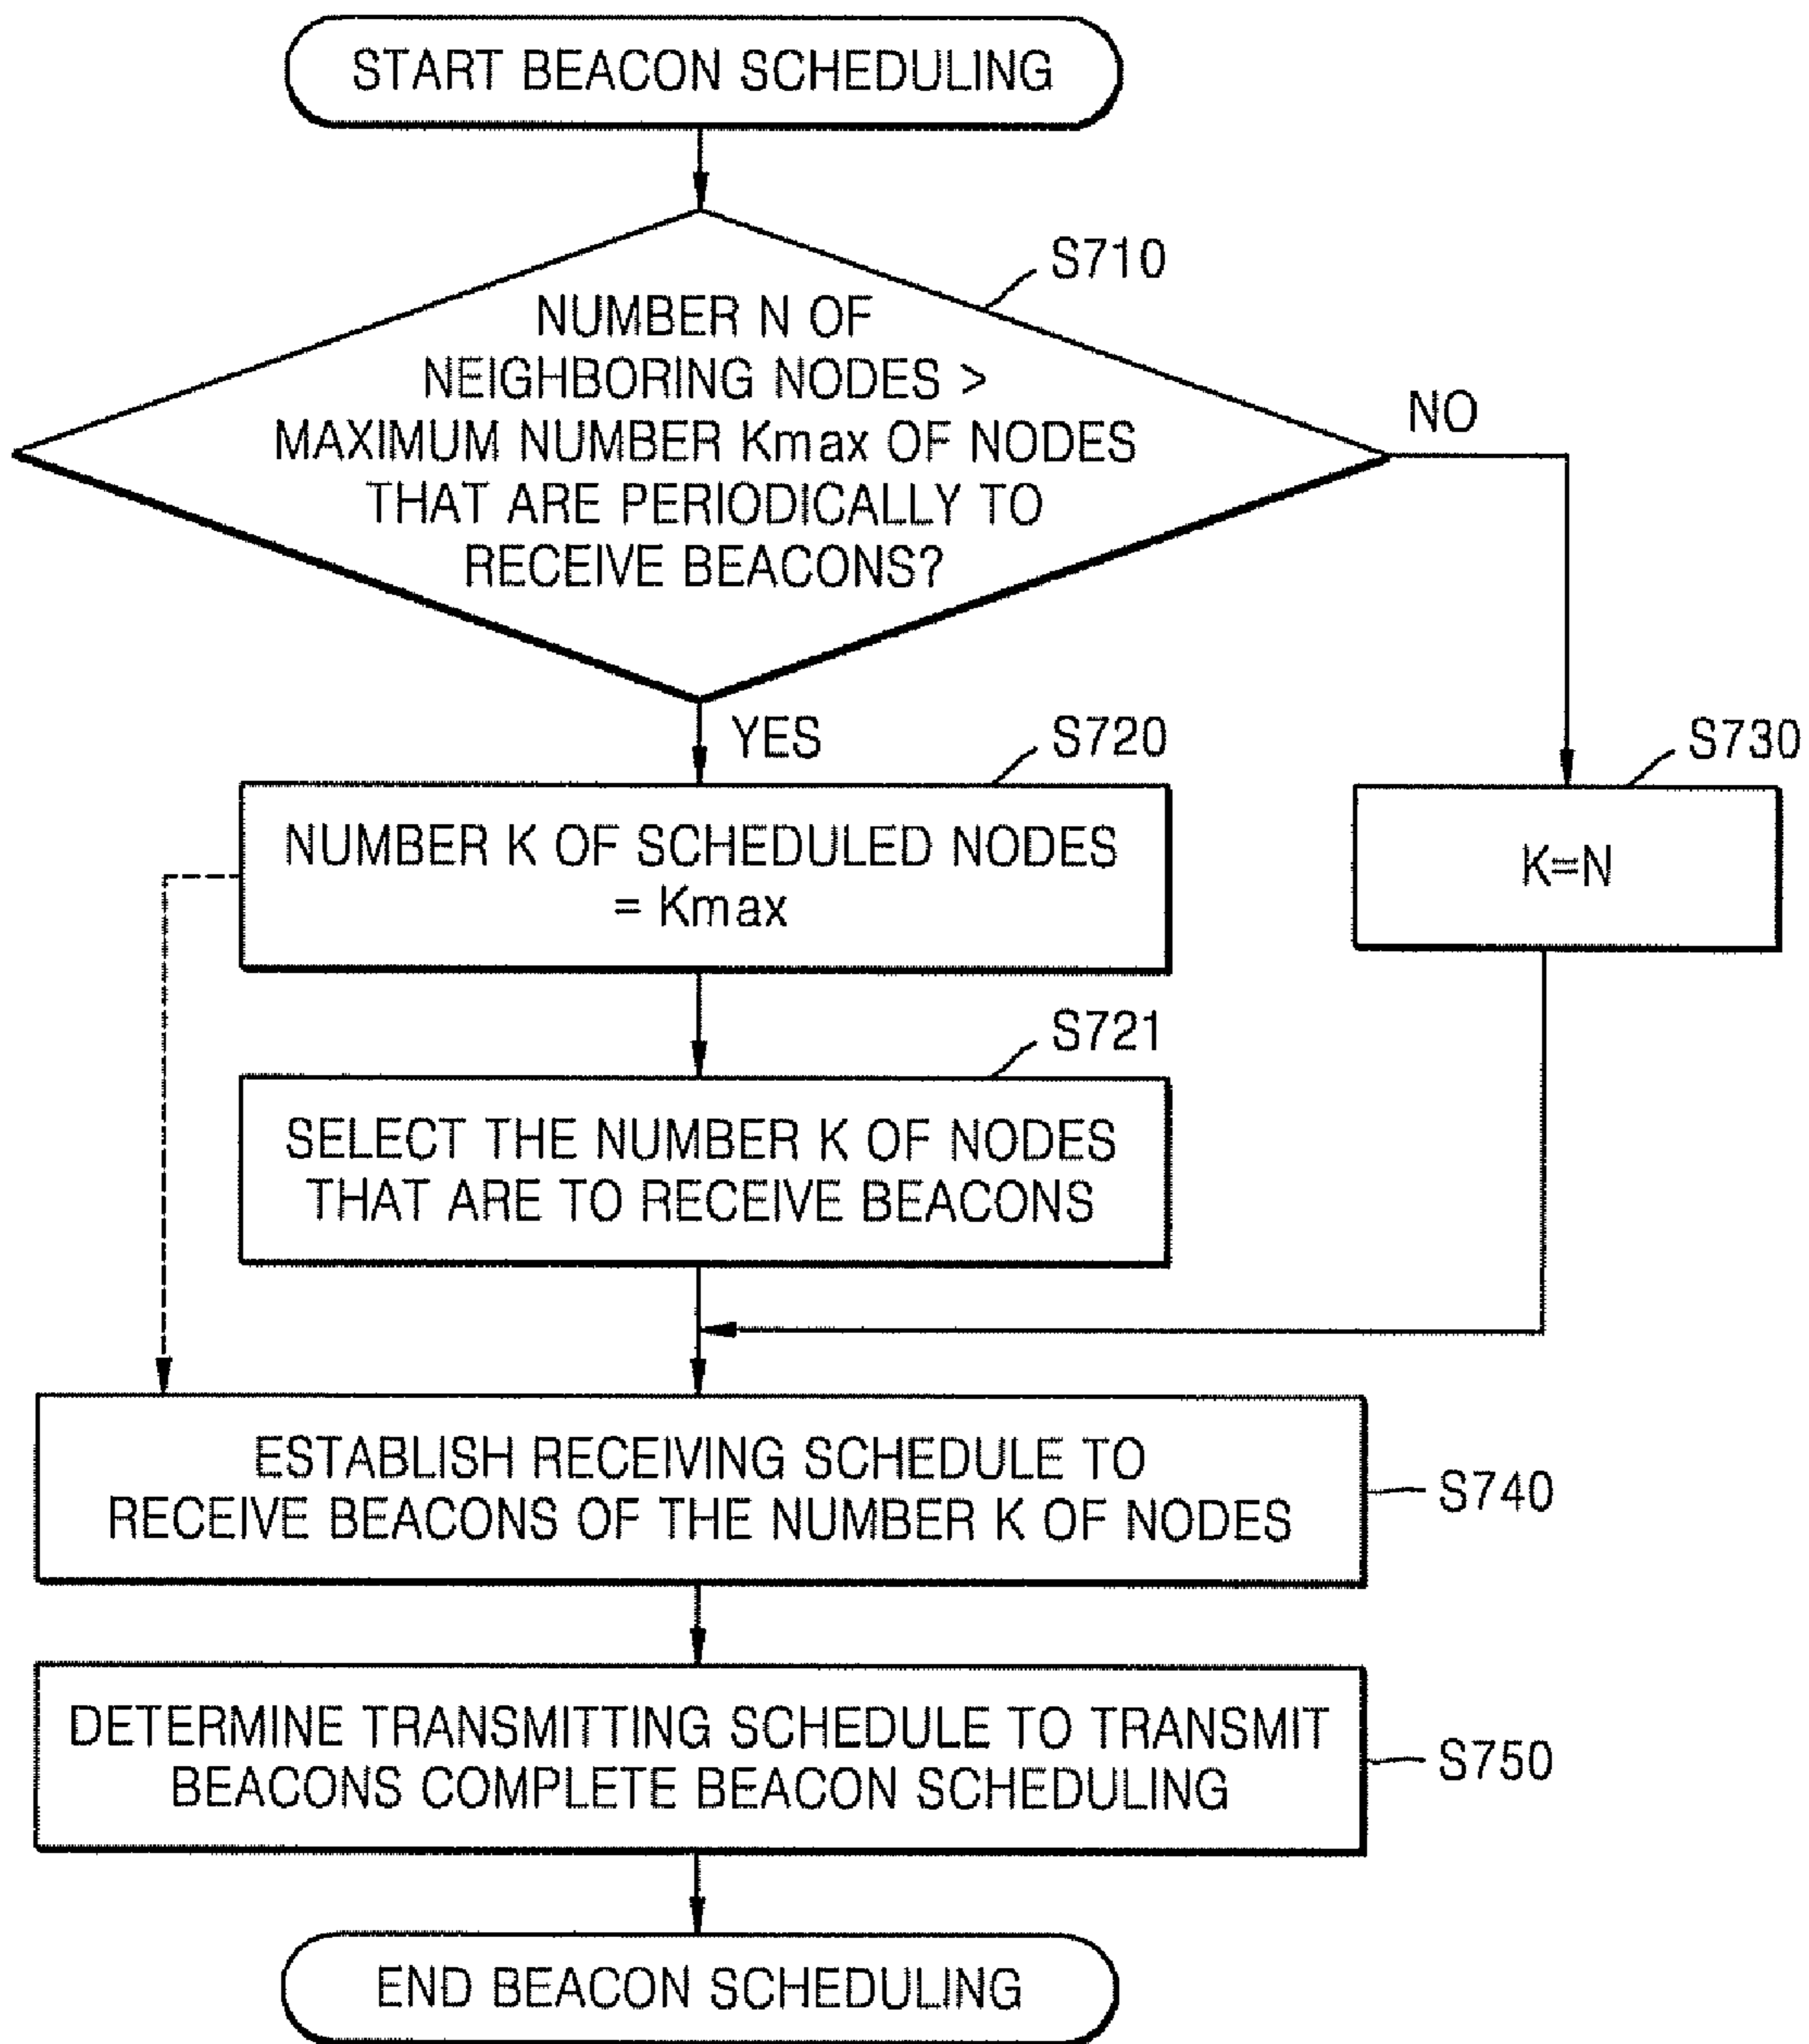 START BEACON SCHEDULING
S710
NUMBER N OF
NEIGHBORING NODES >
MAXIMUM NUMBER Kmax OF NODES
THAT ARE PERIODICALLY TO
RECEIVE BEACONS?
NO
YES
S720
S730
NUMBER K OF SCHEDULED NODES
= Kmax
K=N
S721
SELECT THE NUMBER K OF NODES
THAT ARE TO RECEIVE BEACONS
ESTABLISH RECEIVING SCHEDULE TO
RECEIVE BEACONS OF THE NUMBER K OF NODES
S740
DETERMINE TRANSMITTING SCHEDULE TO TRANSMIT
BEACONS COMPLETE BEACON SCHEDULING
S750
END BEACON SCHEDULING